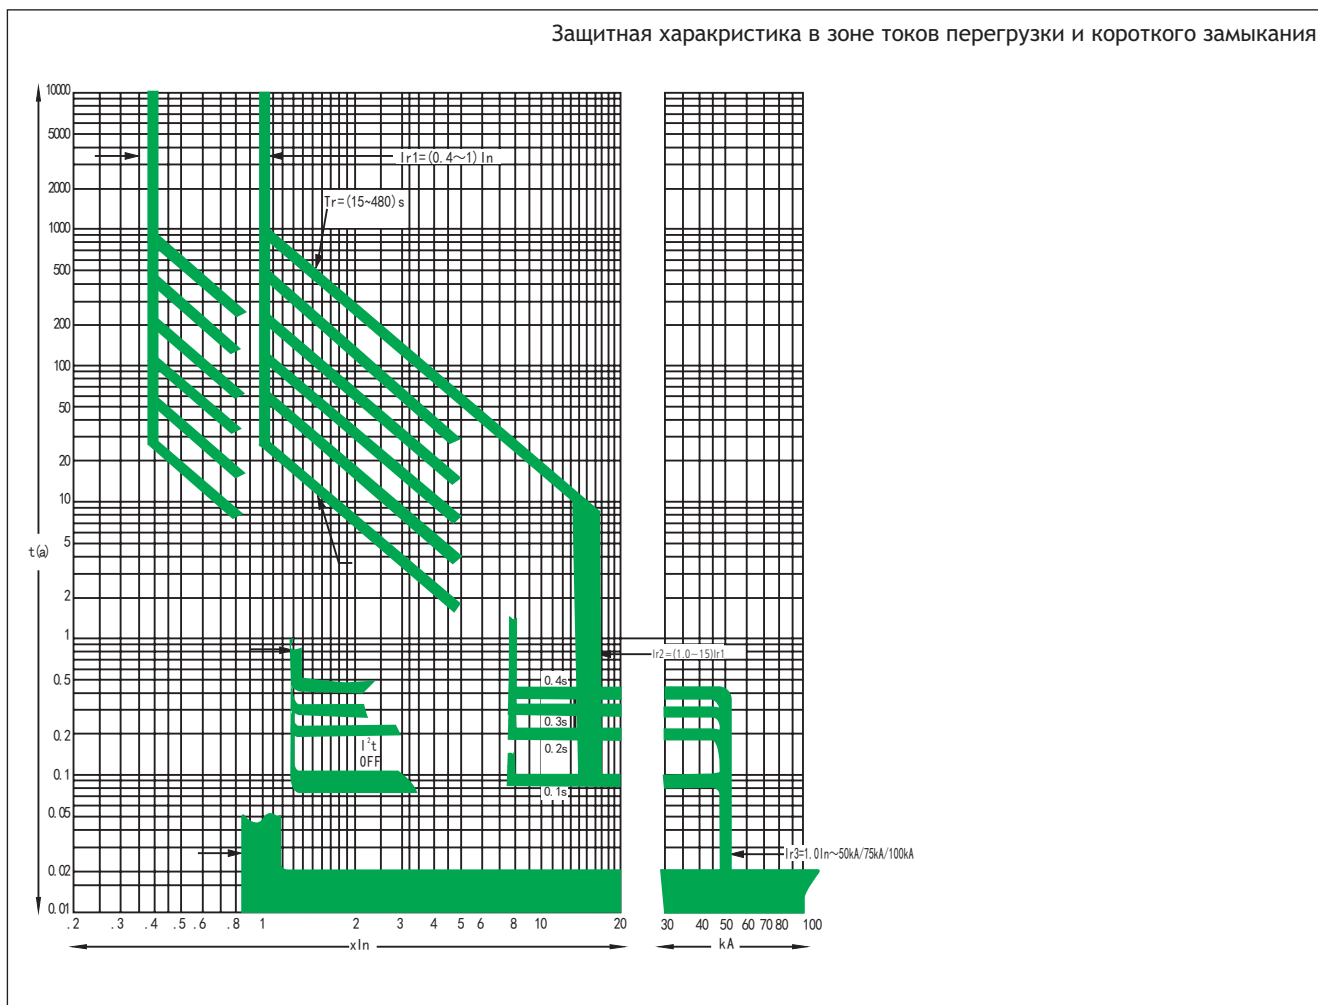 Защитная харакристика в зоне токов перегрузки и короткого замыкания
10000
5000
2000
1000
500
200
100
50
20
10
5
2
1
0.5
0.2
0.1
0.05
0.02
0.01
t(a)
Ir1=(0.4~1)In
Tr=(15~480)s
Ir2=(1.0~15)Ir1
0.4s
0.3s
0.2s
0.1s
I²t
OFF
Ir3=1.0In~50kA/75kA/100kA
.2 .3 .4 .5 .6 .8 1 2 3 4 5 6 8 10 20
30 40 50 60 70 80 100
xIn
kA